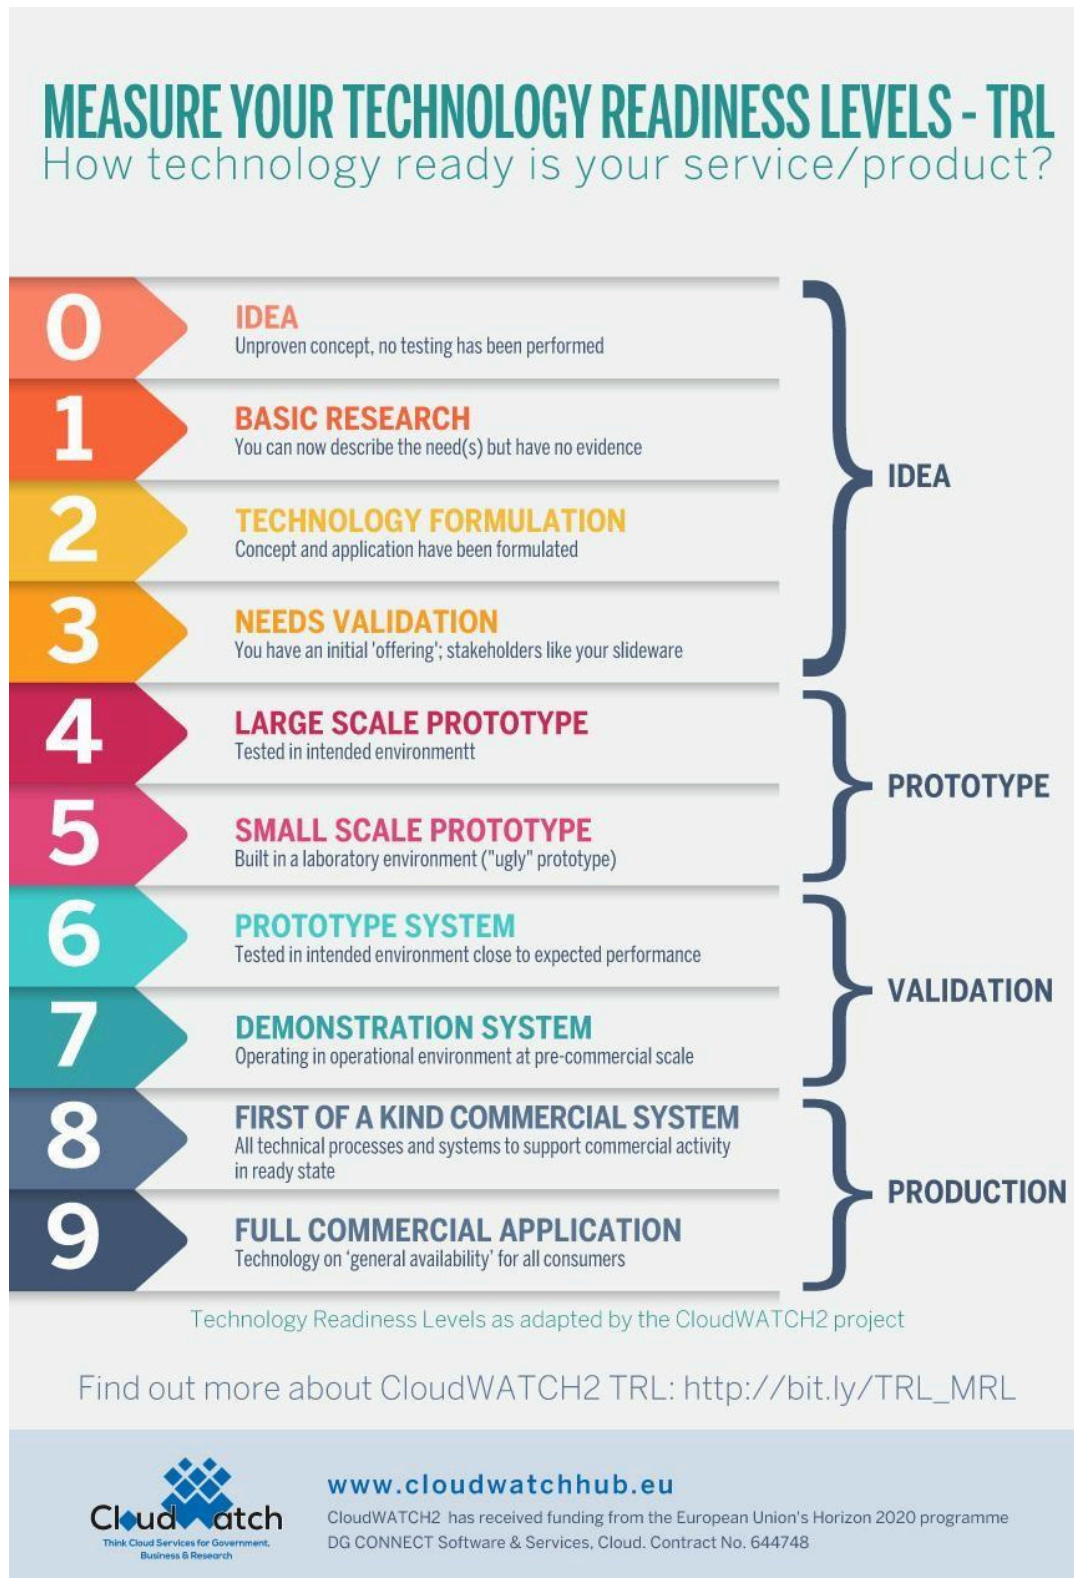 MEASURE YOUR TECHNOLOGY READINESS LEVELS - TRL
How technology ready is your service/product?
0
IDEA
Unproven concept, no testing has been performed
1
BASIC RESEARCH
You can now describe the need(s) but have no evidence
2
TECHNOLOGY FORMULATION
Concept and application have been formulated
3
NEEDS VALIDATION
You have an initial 'offering'; stakeholders like your slideware
IDEA
4
LARGE SCALE PROTOTYPE
Tested in intended environmentt
5
SMALL SCALE PROTOTYPE
Built in a laboratory environment ("ugly" prototype)
PROTOTYPE
6
PROTOTYPE SYSTEM
Tested in intended environment close to expected performance
7
DEMONSTRATION SYSTEM
Operating in operational environment at pre-commercial scale
VALIDATION
8
FIRST OF A KIND COMMERCIAL SYSTEM
All technical processes and systems to support commercial activity
in ready state
9
FULL COMMERCIAL APPLICATION
Technology on 'general availability' for all consumers
PRODUCTION
Technology Readiness Levels as adapted by the CloudWATCH2 project
Find out more about CloudWATCH2 TRL: http://bit.ly/TRL_MRL
CloudWatch
Think Cloud Services for Government,
Business & Research
www.cloudwatchhub.eu
CloudWATCH2 has received funding from the European Union's Horizon 2020 programme
DG CONNECT Software & Services, Cloud. Contract No. 644748